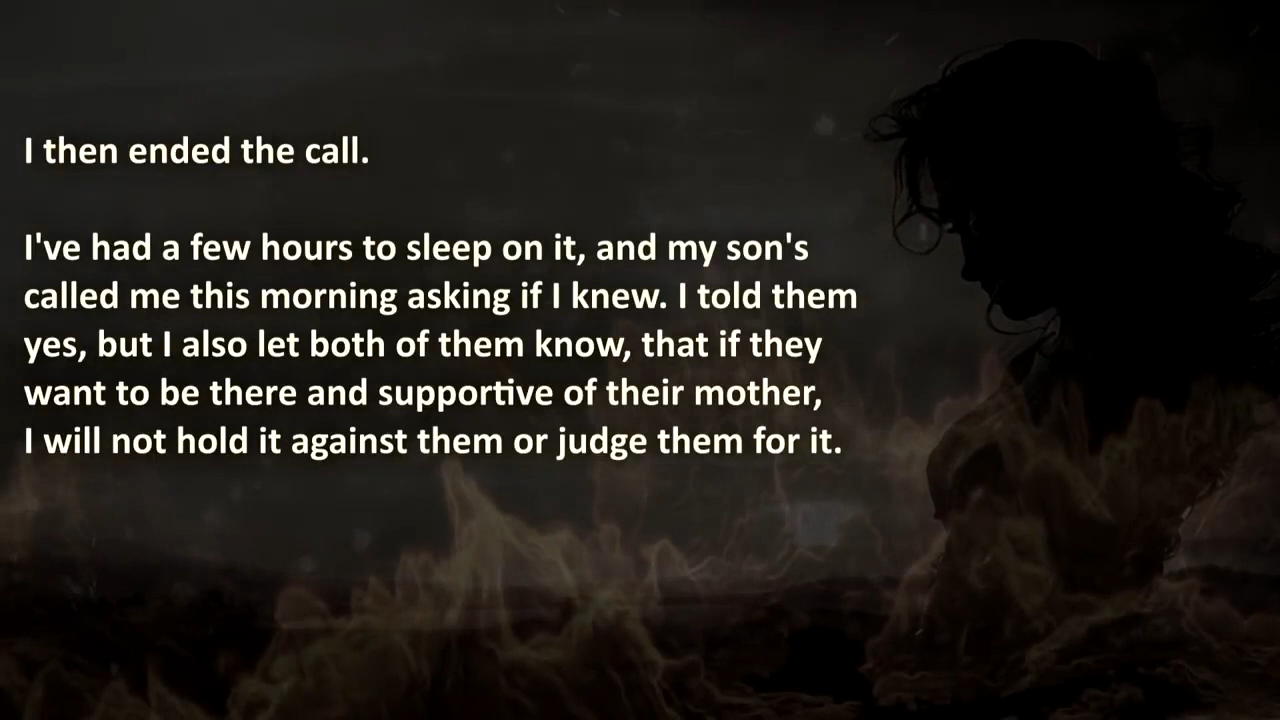 I then ended the call.
I've had a few hours to sleep on it, and my son's
called me this morning asking if I knew. I told them
yes, but I also let both of them know, that if they
want to be there and supportive of their mother,
I will not hold it against them or judge them for it.